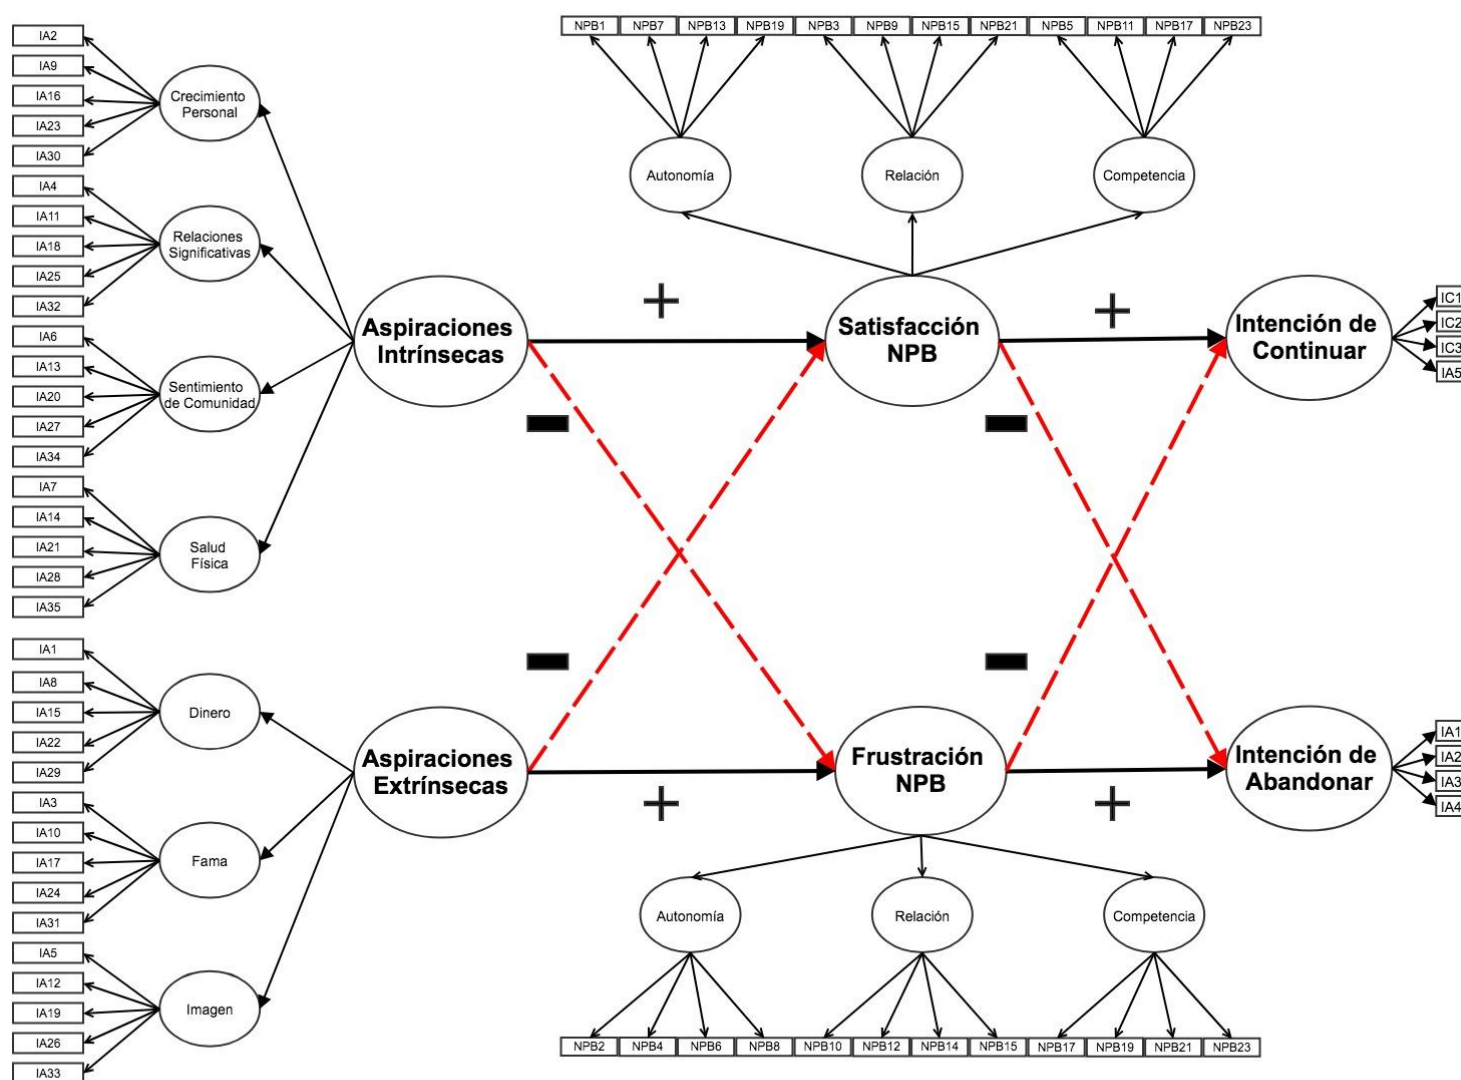 NPB1
NPB7
NPB13
NPB19
NPB3
NPB9
NPB15
NPB21
NPB5
NPB11
NPB17
NPB23
IA2
IA9
IA16
IA23
IA30
Crecimiento
Personal
IA4
IA11
IA18
IA25
IA32
Relaciones
Significativas
IA6
IA13
IA20
IA27
IA34
Sentimiento
de Comunidad
IA7
IA14
IA21
IA28
IA35
Salud
Física
IA1
IA8
IA15
IA22
IA29
Dinero
IA3
IA10
IA17
IA24
IA31
Fama
IA5
IA12
IA19
IA26
IA33
Imagen
Autonomía
Relación
Competencia
Aspiraciones
Intrínsecas
+
Satisfacción
NPB
+
Intención de
Continuar
IC1
IC2
IC3
IA5
Aspiraciones
Extrínsecas
+
Frustración
NPB
+
Intención de
Abandonar
IA1
IA2
IA3
IA4
Autonomía
Relación
Competencia
NPB2
NPB4
NPB6
NPB8
NPB10
NPB12
NPB14
NPB15
NPB17
NPB19
NPB21
NPB23